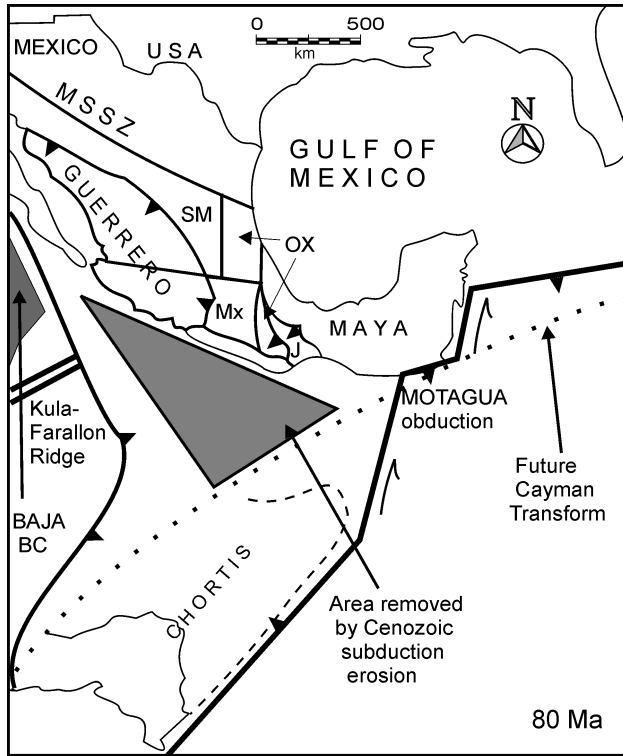 0 500
km
MEXICO
USA
MSSZ
N
GULF OF
MEXICO
GUERRERO
SM
OX
Mx
J
MAYA
Kula-
Farallon
Ridge
MOTAGUA
obduction
Future
Cayman
Transform
BAJA
BC
CHORTIS
Area removed
by Cenozoic
subduction
erosion
80 Ma